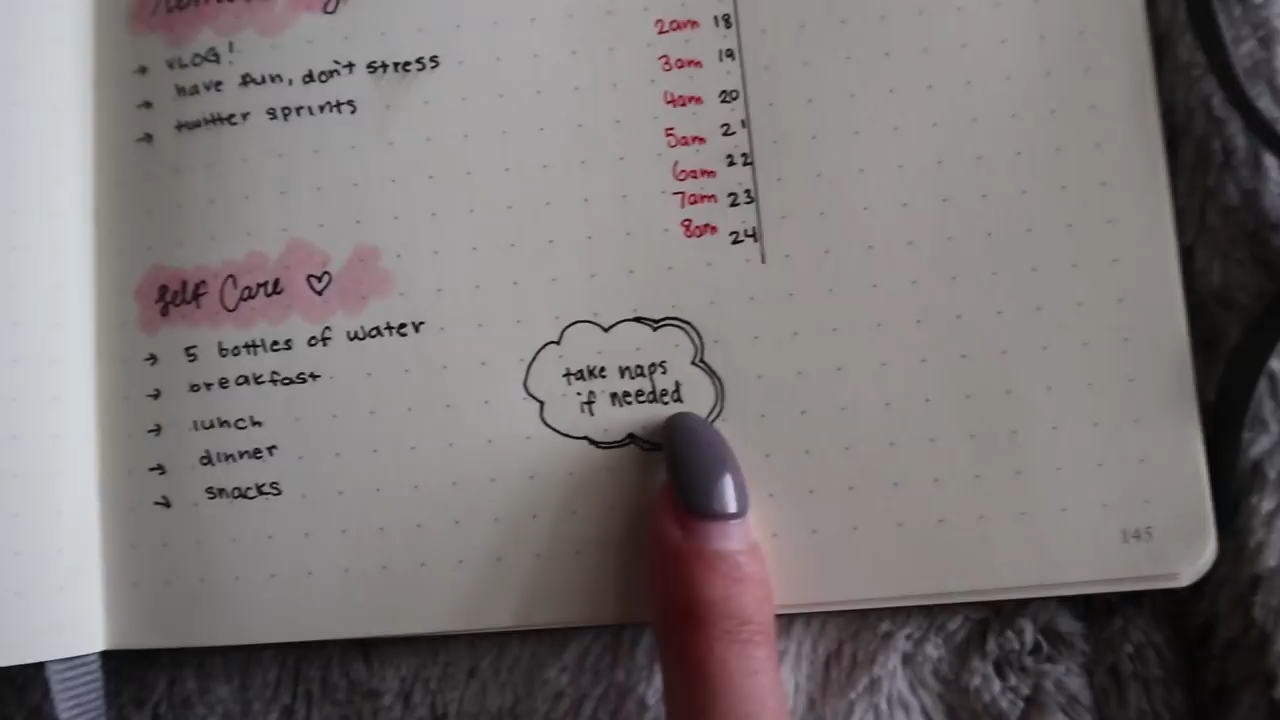 → VLOG!
→ have fun, don't stress
→ twitter sprints
2am 18
3am 19
4am 20
5am 21
6am 22
7am 23
8am 24
Self Care ♡
→ 5 bottles of water
→ breakfast
→ lunch
→ dinner
→ snacks
take naps
if needed
145